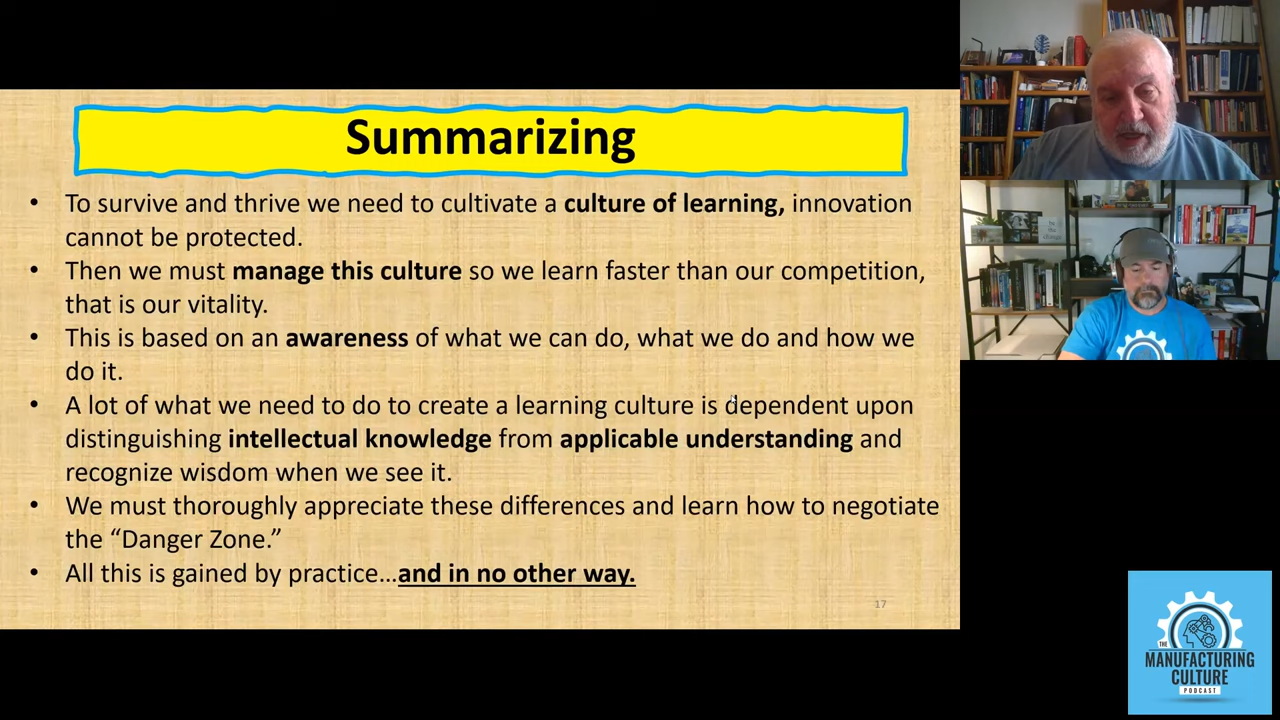 Summarizing
• To survive and thrive we need to cultivate a culture of learning, innovation
cannot be protected.
• Then we must manage this culture so we learn faster than our competition,
that is our vitality.
• This is based on an awareness of what we can do, what we do and how we
do it.
• A lot of what we need to do to create a learning culture is dependent upon
distinguishing intellectual knowledge from applicable understanding and
recognize wisdom when we see it.
• We must thoroughly appreciate these differences and learn how to negotiate
the “Danger Zone.”
• All this is gained by practice...and in no other way.
17
THE
MANUFACTURING
CULTURE
PODCAST